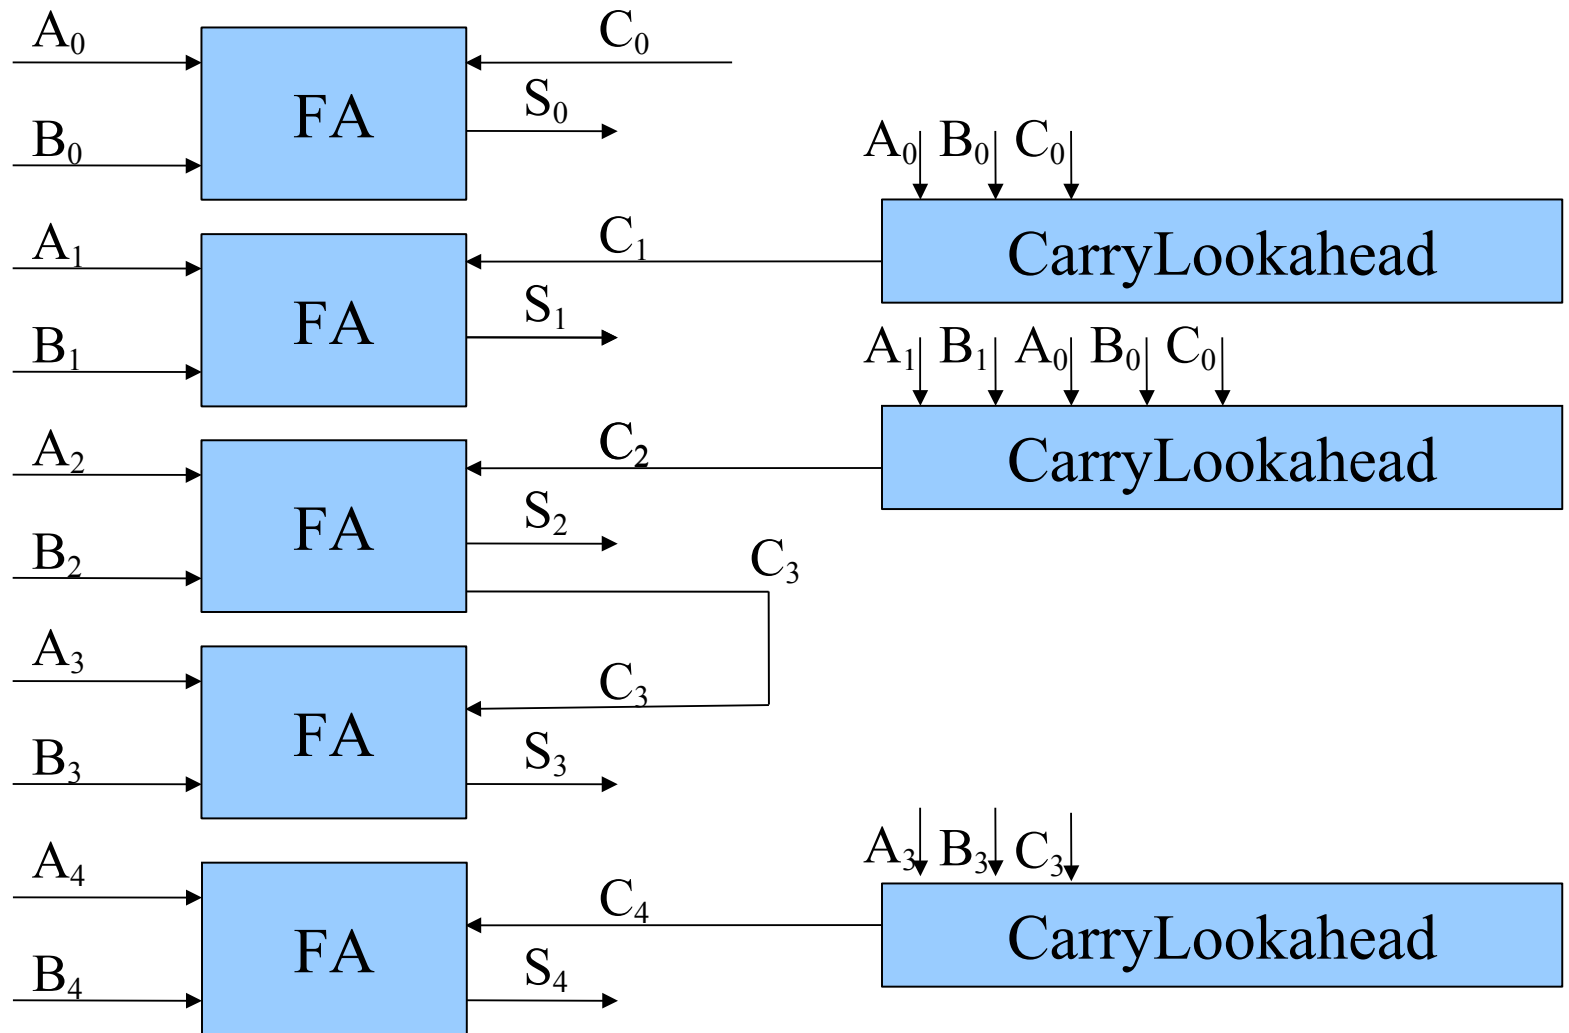 A₀ C₀
FA S₀
B₀ A₀ B₀ C₀
A₁ C₁ CarryLookahead
FA S₁
B₁ A₁ B₁ A₀ B₀ C₀
A₂ C₂ CarryLookahead
FA S₂
B₂ C₃
A₃ C₃
FA
B₃ S₃
A₄ A₃ B₃ C₃
C₄ CarryLookahead
FA
B₄ S₄